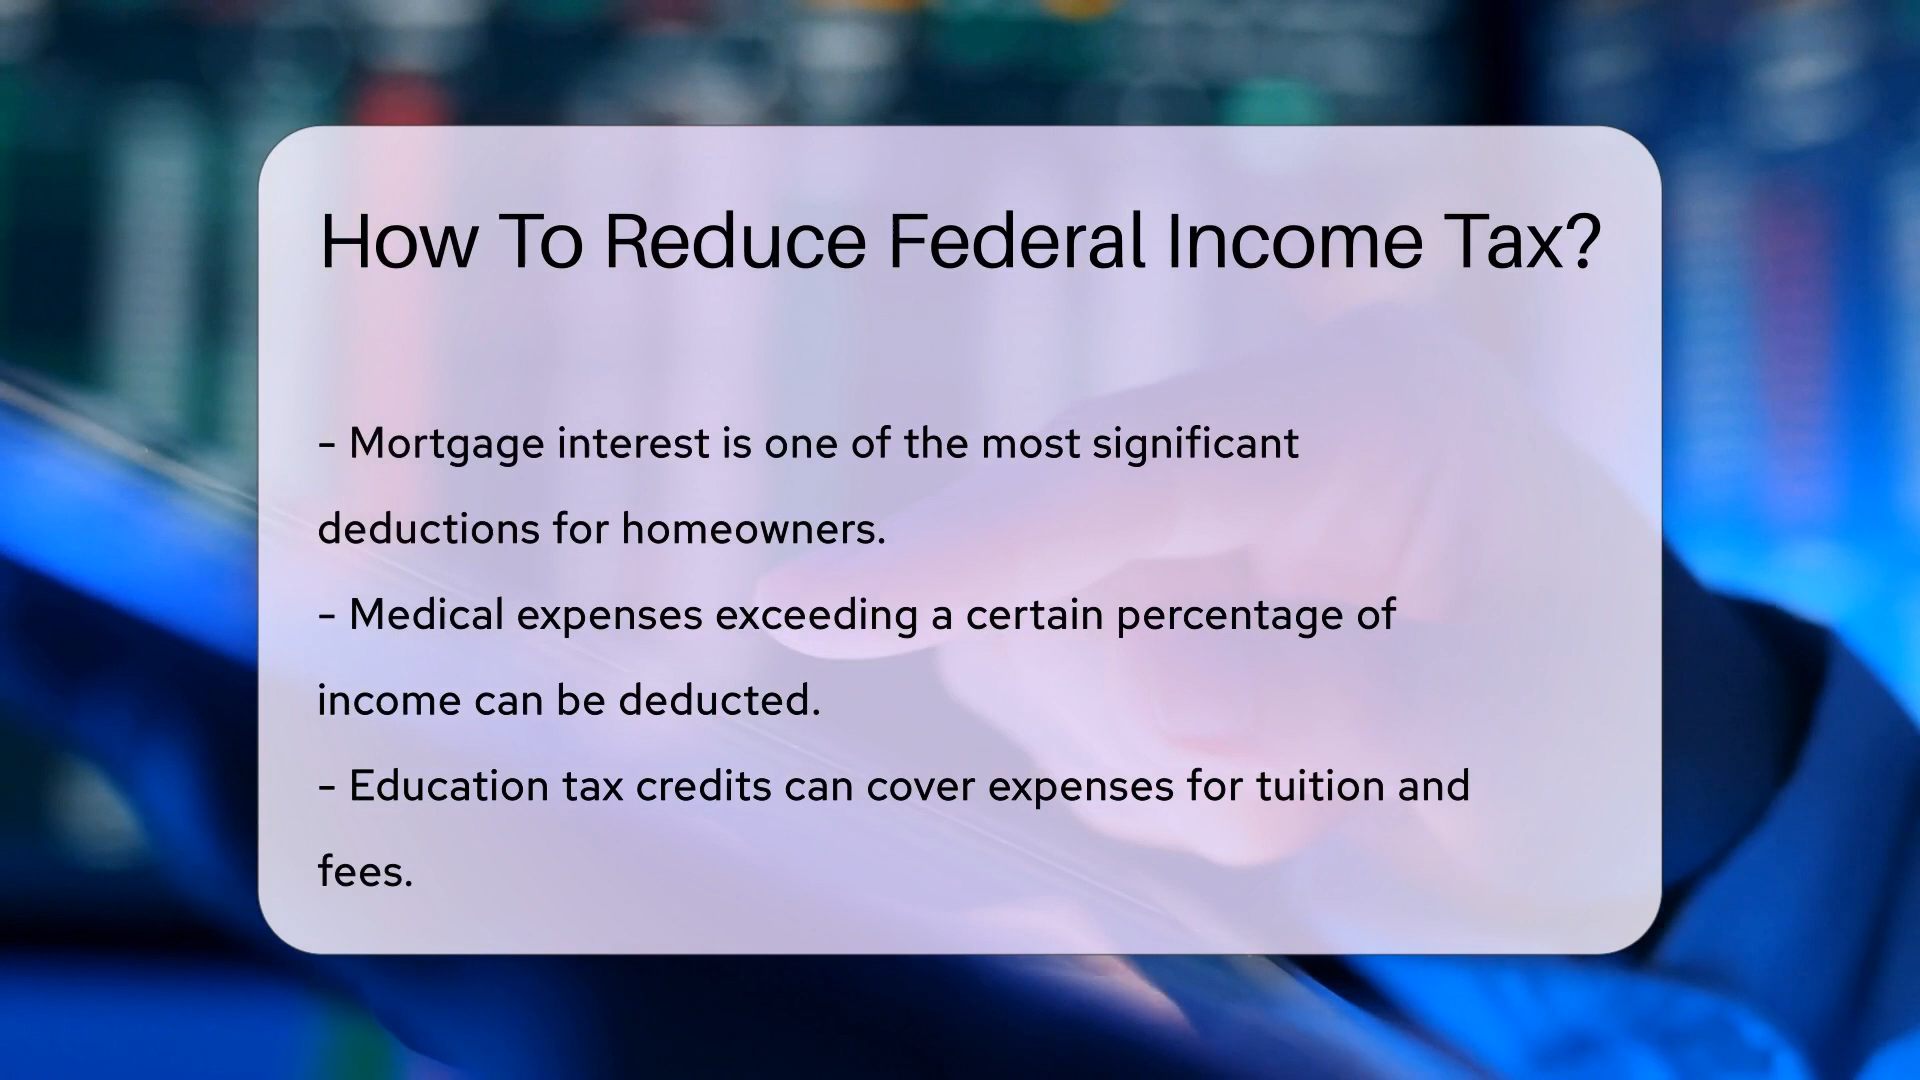 How To Reduce Federal Income Tax?
- Mortgage interest is one of the most significant
deductions for homeowners.
- Medical expenses exceeding a certain percentage of
income can be deducted.
- Education tax credits can cover expenses for tuition and
fees.